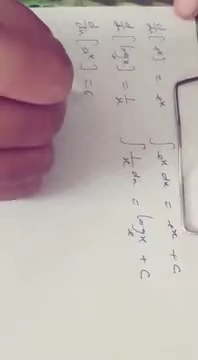 d/dx [e^x] = e^x    ∫ e^x dx = e^x + C
d/dx [log_e x] = 1/x    ∫ 1/x dx = log_e x + C
d/dx [a^x] =